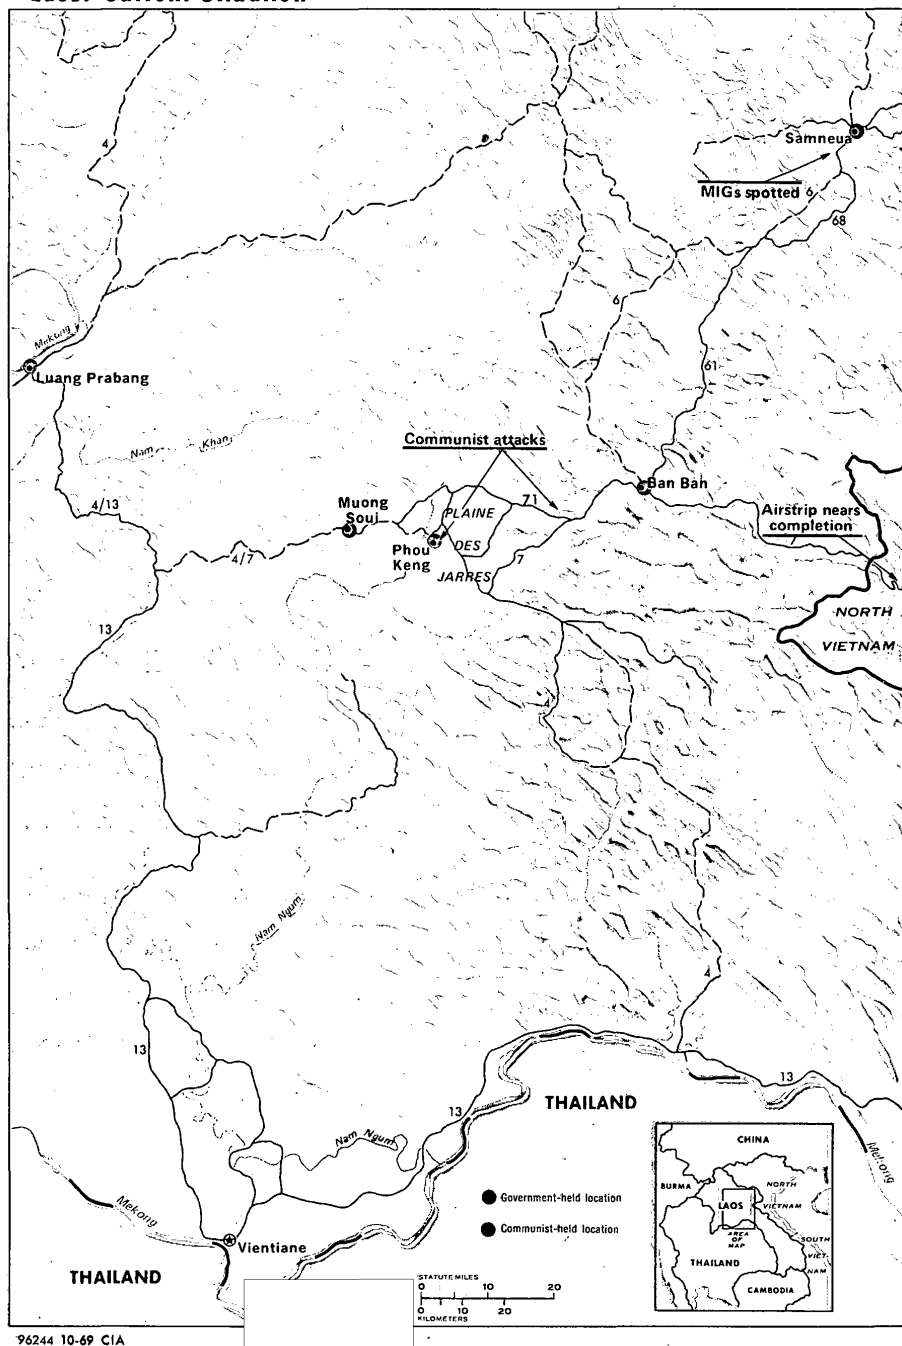 Laos: Current Situation
4
Samneua
MIGs spotted
6
68
6
Mekong
Luang Prabang
61
Nam Khan
Communist attacks
Ban Ban
4/13
Muong
Soui
71
PLAINE
Airstrip nears
completion
4/7
Phou
Keng
DES
7
JARRES
NORTH
VIETNAM
13
4
Nam Ngum
4
13
13
THAILAND
13
Nam Ngum
Mekong
CHINA
BURMA
NORTH
VIETNAM
LAOS
AREA
OF
MAP
SOUTH
VIET-
NAM
THAILAND
CAMBODIA
Government-held location
Communist-held location
Mekong
Vientiane
THAILAND
STATUTE MILES
0 10 20
0 10 20
KILOMETERS
96244 10-69 CIA